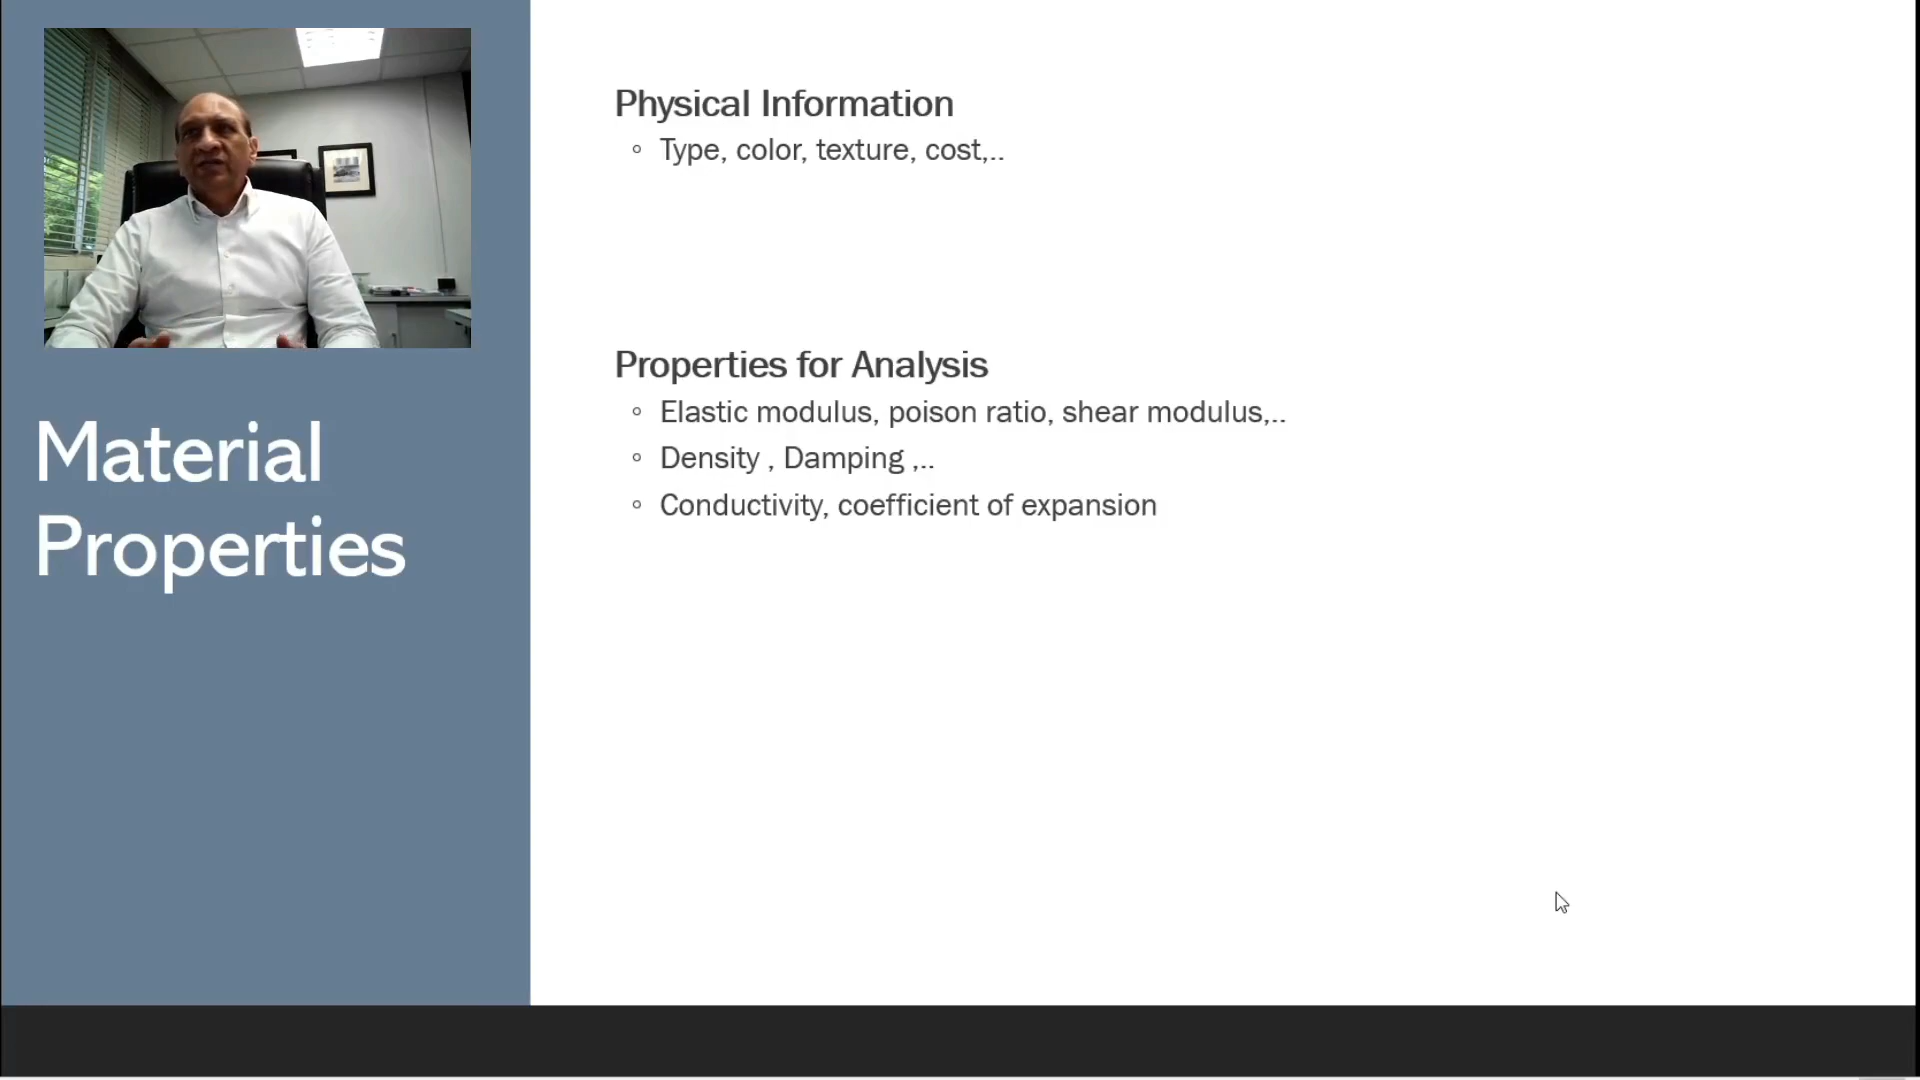 Material
Properties
Physical Information
Type, color, texture, cost,..
Properties for Analysis
Elastic modulus, poison ratio, shear modulus,..
Density , Damping ,..
Conductivity, coefficient of expansion